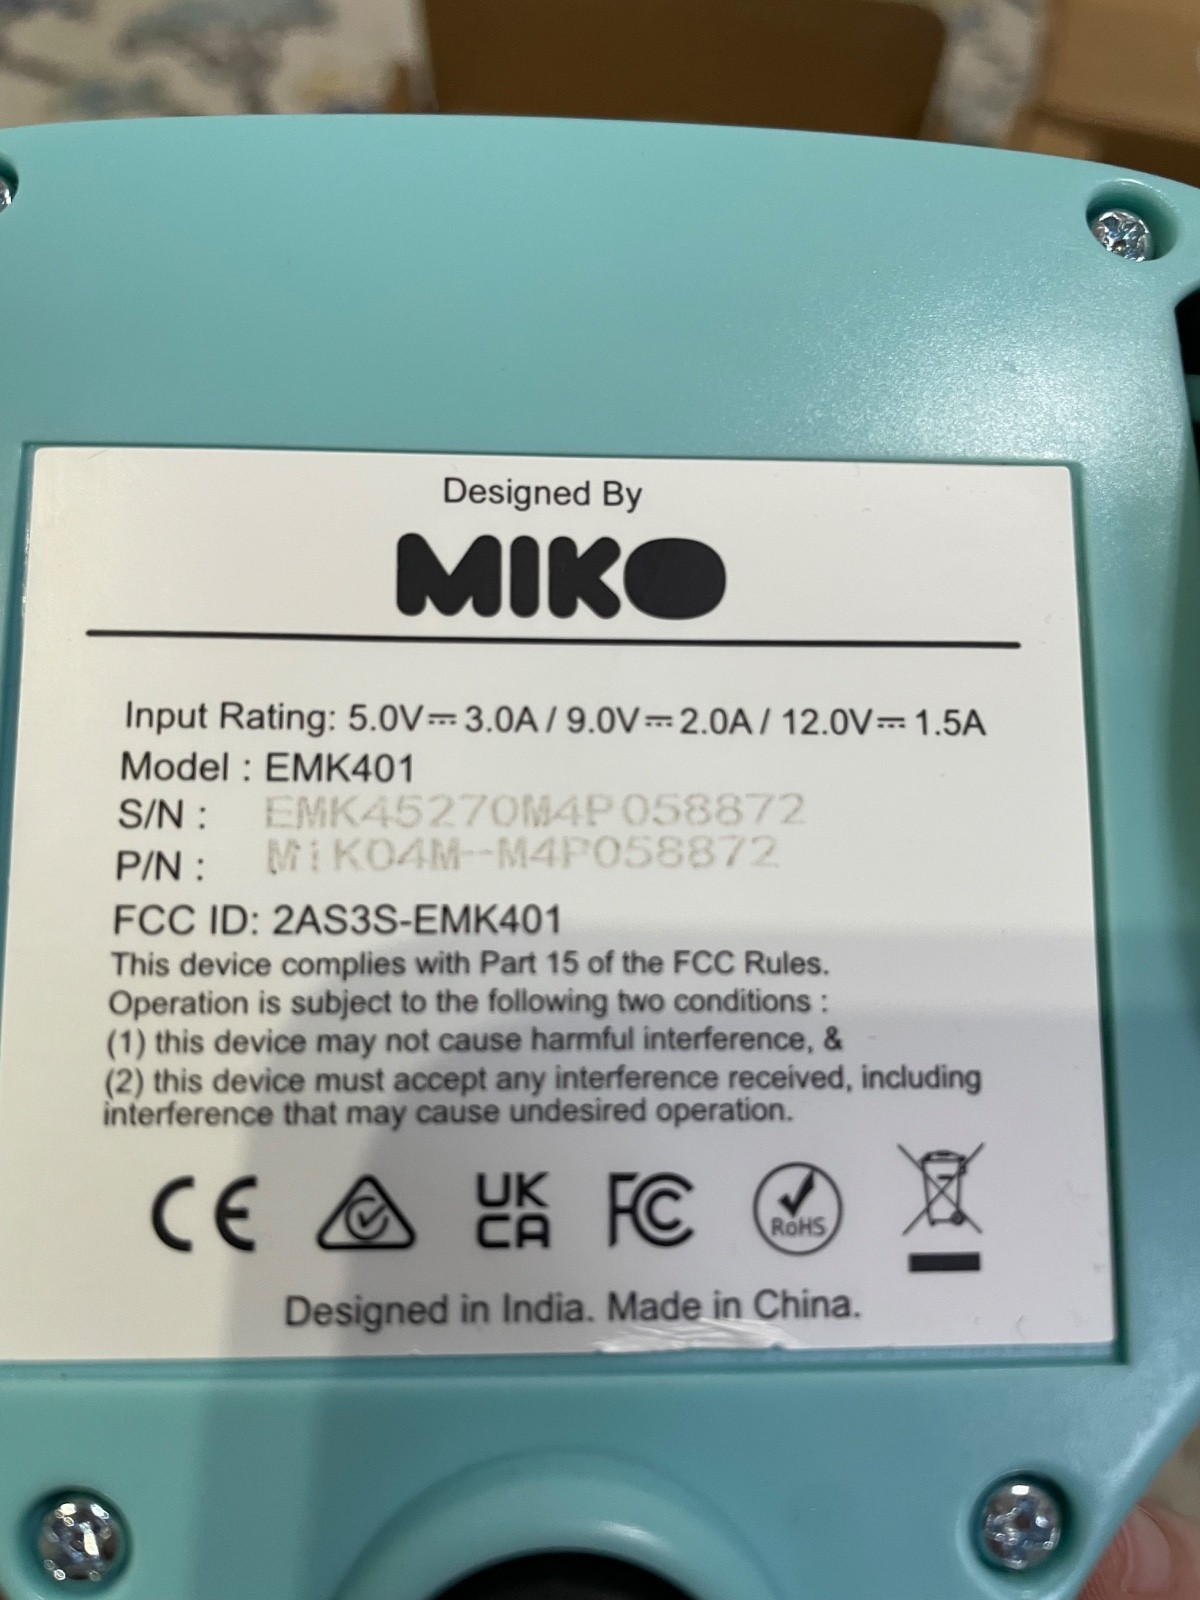 Designed By
MIKO
Input Rating: 5.0V⎓3.0A / 9.0V⎓2.0A / 12.0V⎓1.5A
Model : EMK401
S/N : EMK45270M4P058872
P/N : MiKO4M--M4P058872
FCC ID: 2AS3S-EMK401
This device complies with Part 15 of the FCC Rules.
Operation is subject to the following two conditions :
(1) this device may not cause harmful interference, &
(2) this device must accept any interference received, including
interference that may cause undesired operation.
CE UK CA FC RoHS
Designed in India. Made in China.